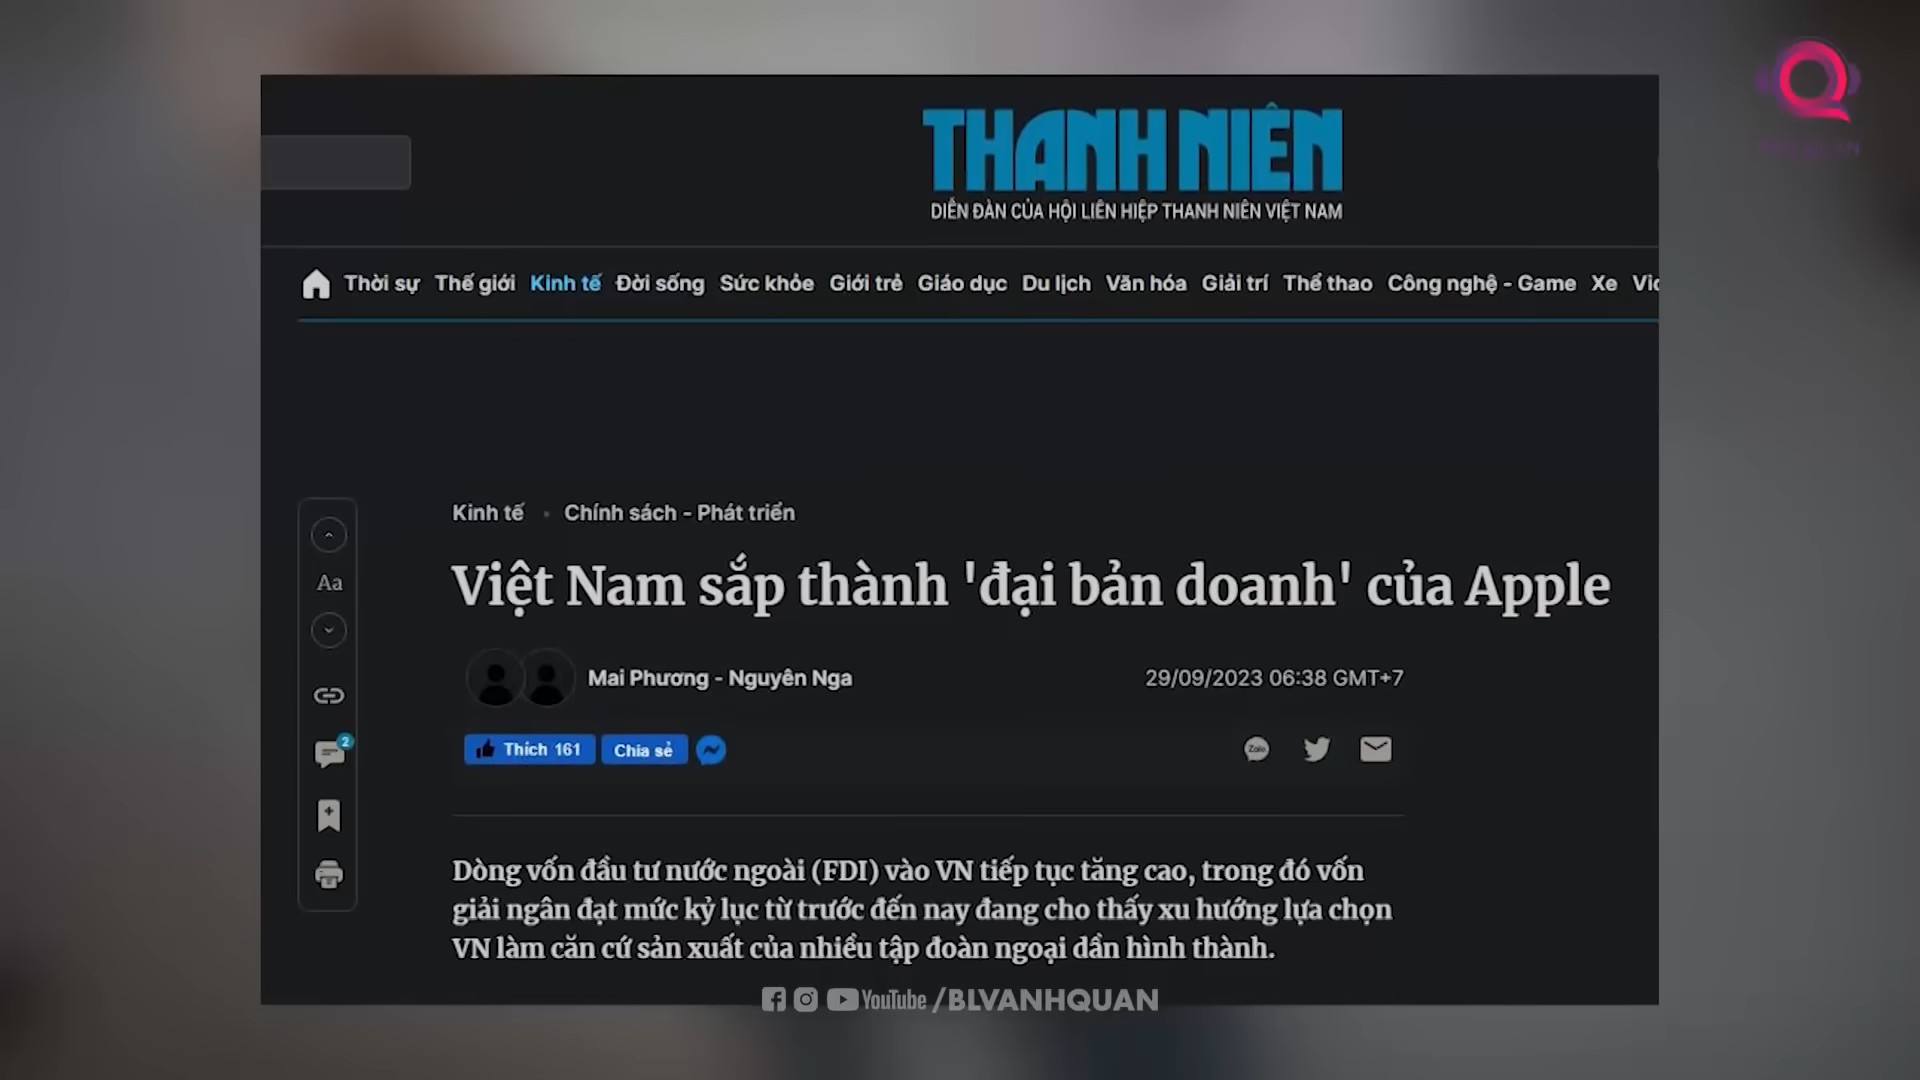 THANH NIÊN
DIỄN ĐÀN CỦA HỘI LIÊN HIỆP THANH NIÊN VIỆT NAM
Thời sự Thế giới Kinh tế Đời sống Sức khỏe Giới trẻ Giáo dục Du lịch Văn hóa Giải trí Thể thao Công nghệ - Game Xe
Kinh tế • Chính sách - Phát triển
Việt Nam sắp thành 'đại bản doanh' của Apple
Aa
Mai Phương - Nguyên Nga
29/09/2023 06:38 GMT+7
Thích 161 Chia sẻ
Zalo
2
Dòng vốn đầu tư nước ngoài (FDI) vào VN tiếp tục tăng cao, trong đó vốn
giải ngân đạt mức kỷ lục từ trước đến nay đang cho thấy xu hướng lựa chọn
VN làm căn cứ sản xuất của nhiều tập đoàn ngoại dần hình thành.
YouTube /BLVANHQUAN